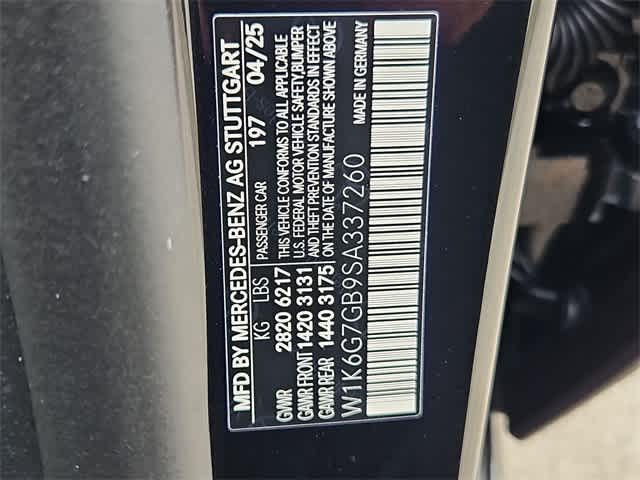 MFD BY MERCEDES-BENZ AG STUTTGART
KG LBS PASSENGER CAR 197 04/25
GVWR 2820 6217 THIS VEHICLE CONFORMS TO ALL APPLICABLE
U.S. FEDERAL MOTOR VEHICLE SAFETY,BUMPER
GAWR FRONT 1420 3131 AND THEFT PREVENTION STANDARDS IN EFFECT
GAWR REAR 1440 3175 ON THE DATE OF MANUFACTURE SHOWN ABOVE
W1K6G7GB9SA337260 MADE IN GERMANY